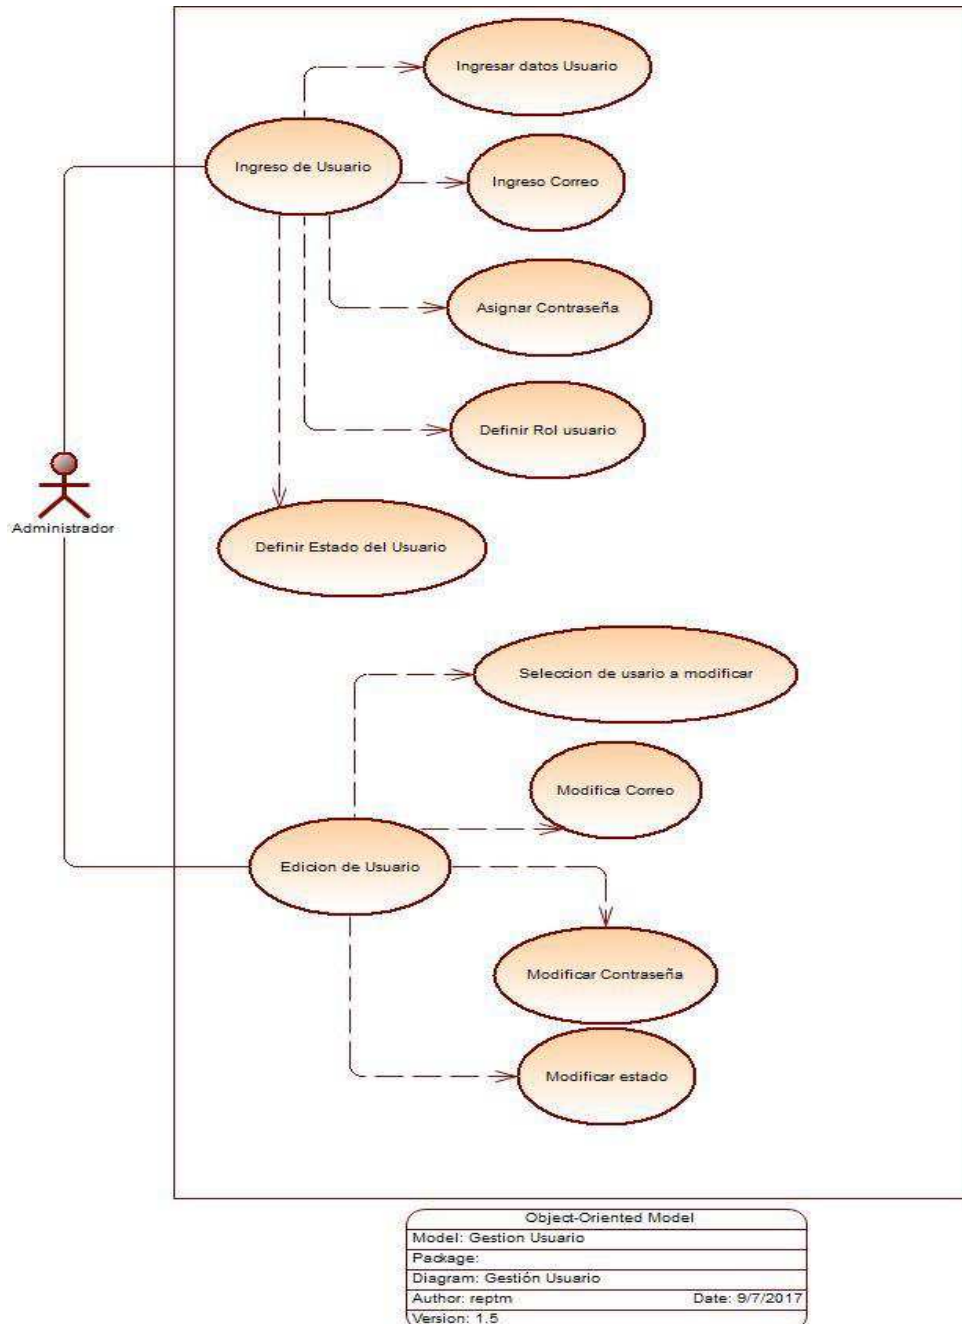 Ingresar datos Usuario
Ingreso de Usuario
Ingreso Correo
Asignar Contraseña
Definir Rol usuario
Administrador
Definir Estado del Usuario
Seleccion de usario a modificar
Modifica Correo
Edicion de Usuario
Modificar Contraseña
Modificar estado
Object-Oriented Model
Model: Gestion Usuario
Package:
Diagram: Gestión Usuario
Author: reptm Date: 9/7/2017
Version: 1.5